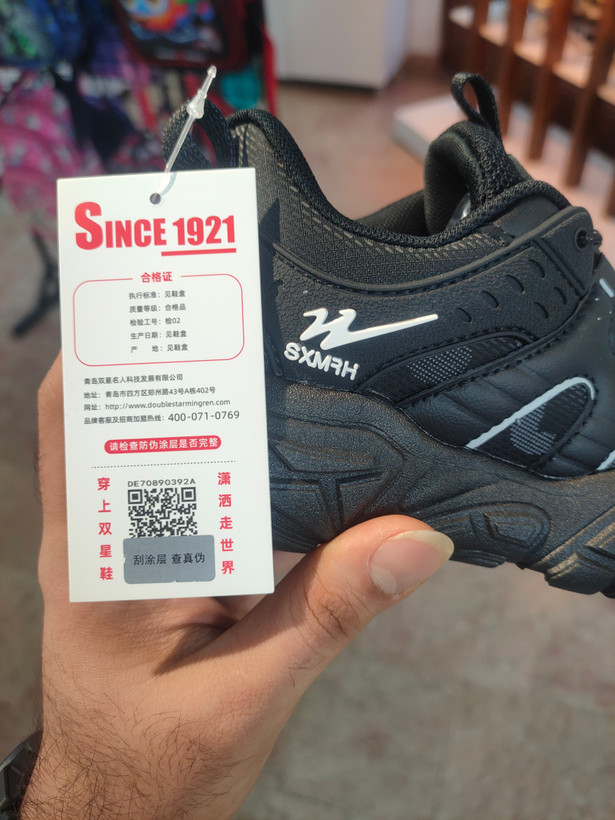 SINCE 1921
合格证
执行标准：见鞋盒
质量等级：合格品
检验工号：检02
生产日期：见鞋盒
产 地：见鞋盒
青岛双星名人科技发展有限公司
地址：青岛市四方区郑州路43号A栋402号
网址：http://www.doublestarmingren.com
品牌客服及招商加盟热线：400-071-0769
请检查防伪涂层是否完整
穿上双星鞋
DE70890392A
刮涂层 查真伪
潇洒走世界
SXMRH